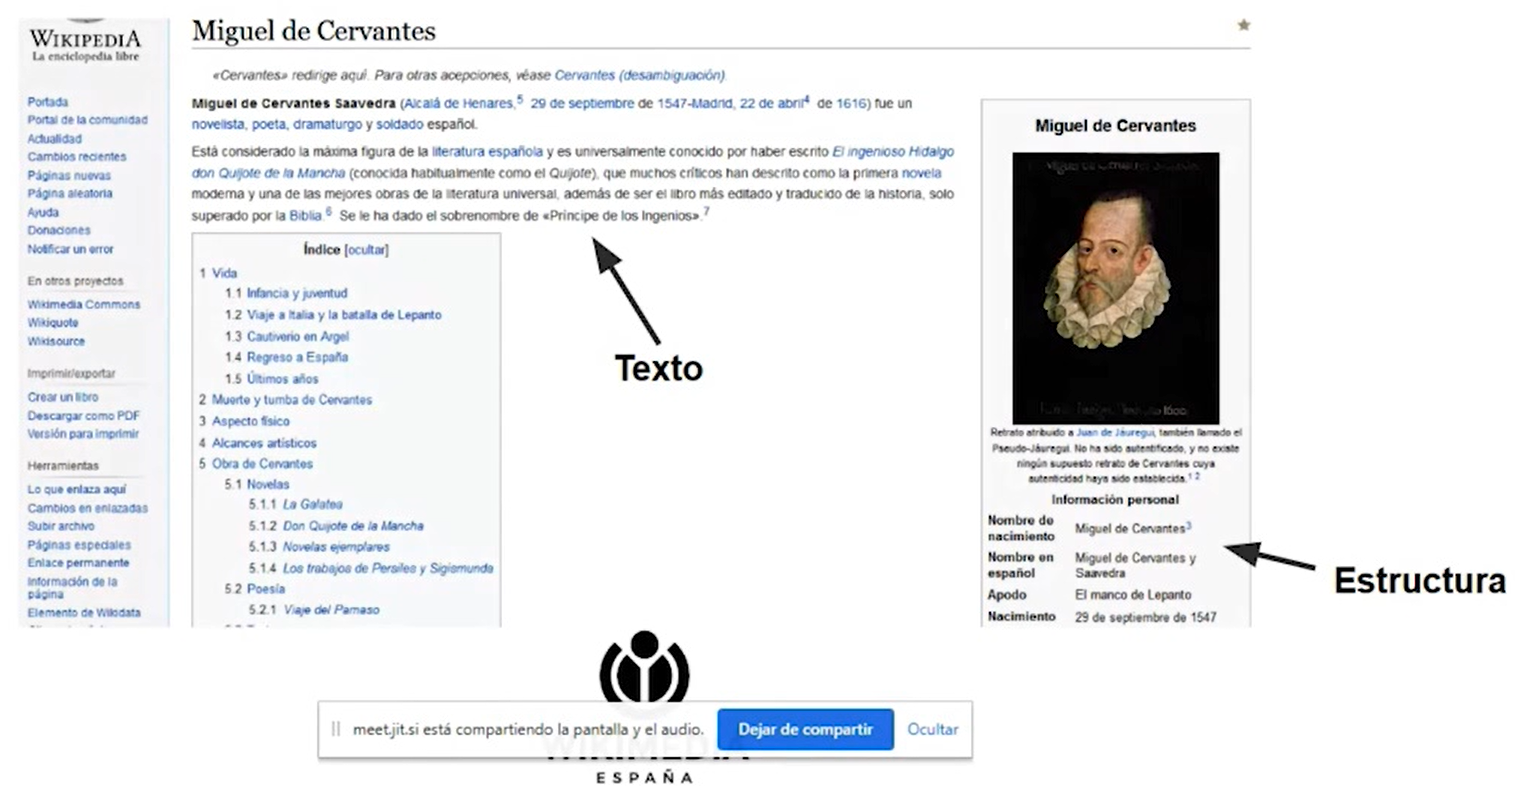 WIKIPEDIA
La enciclopedia libre
Portada
Portal de la comunidad
Actualidad
Cambios recientes
Páginas nuevas
Página aleatoria
Ayuda
Donaciones
Notificar un error
En otros proyectos
Wikimedia Commons
Wikiquote
Wikisource
Imprimir/exportar
Crear un libro
Descargar como PDF
Versión para imprimir
Herramientas
Lo que enlaza aquí
Cambios en enlazadas
Subir archivo
Páginas especiales
Enlace permanente
Información de la
página
Elemento de Wikidata
Miguel de Cervantes
«Cervantes» redirige aquí. Para otras acepciones, véase Cervantes (desambiguación).
Miguel de Cervantes Saavedra (Alcalá de Henares,5 29 de septiembre de 1547-Madrid, 22 de abril4 de 1616) fue un
novelista, poeta, dramaturgo y soldado español.
Está considerado la máxima figura de la literatura española y es universalmente conocido por haber escrito El ingenioso Hidalgo
don Quijote de la Mancha (conocida habitualmente como el Quijote), que muchos críticos han descrito como la primera novela
moderna y una de las mejores obras de la literatura universal, además de ser el libro más editado y traducido de la historia, solo
superado por la Biblia.6 Se le ha dado el sobrenombre de «Príncipe de los Ingenios».7
Índice [ocultar]
1 Vida
1.1 Infancia y juventud
1.2 Viaje a Italia y la batalla de Lepanto
1.3 Cautiverio en Argel
1.4 Regreso a España
1.5 Últimos años
2 Muerte y tumba de Cervantes
3 Aspecto físico
4 Alcances artísticos
5 Obra de Cervantes
5.1 Novelas
5.1.1 La Galatea
5.1.2 Don Quijote de la Mancha
5.1.3 Novelas ejemplares
5.1.4 Los trabajos de Persiles y Sigismunda
5.2 Poesía
5.2.1 Viaje del Parnaso
Texto
Miguel de Cervantes
Retrato atribuido a Juan de Jáuregui, también llamado el
Pseudo-Jáuregui. No ha sido autentificado, y no existe
ningún supuesto retrato de Cervantes cuya
autenticidad haya sido establecida.1 2
Información personal
Nombre de nacimiento Miguel de Cervantes3
Nombre en español Miguel de Cervantes y Saavedra
Apodo El manco de Lepanto
Nacimiento 29 de septiembre de 1547
Estructura
meet.jit.si está compartiendo la pantalla y el audio. Dejar de compartir Ocultar
WIKIMEDIA
ESPAÑA